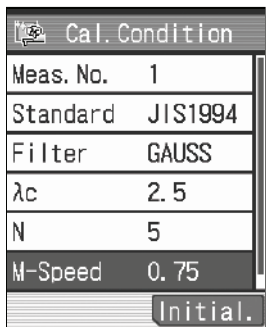 Cal. Condition
Meas. No. 1
Standard JIS1994
Filter GAUSS
λc 2.5
N 5
M-Speed 0.75
Initial.